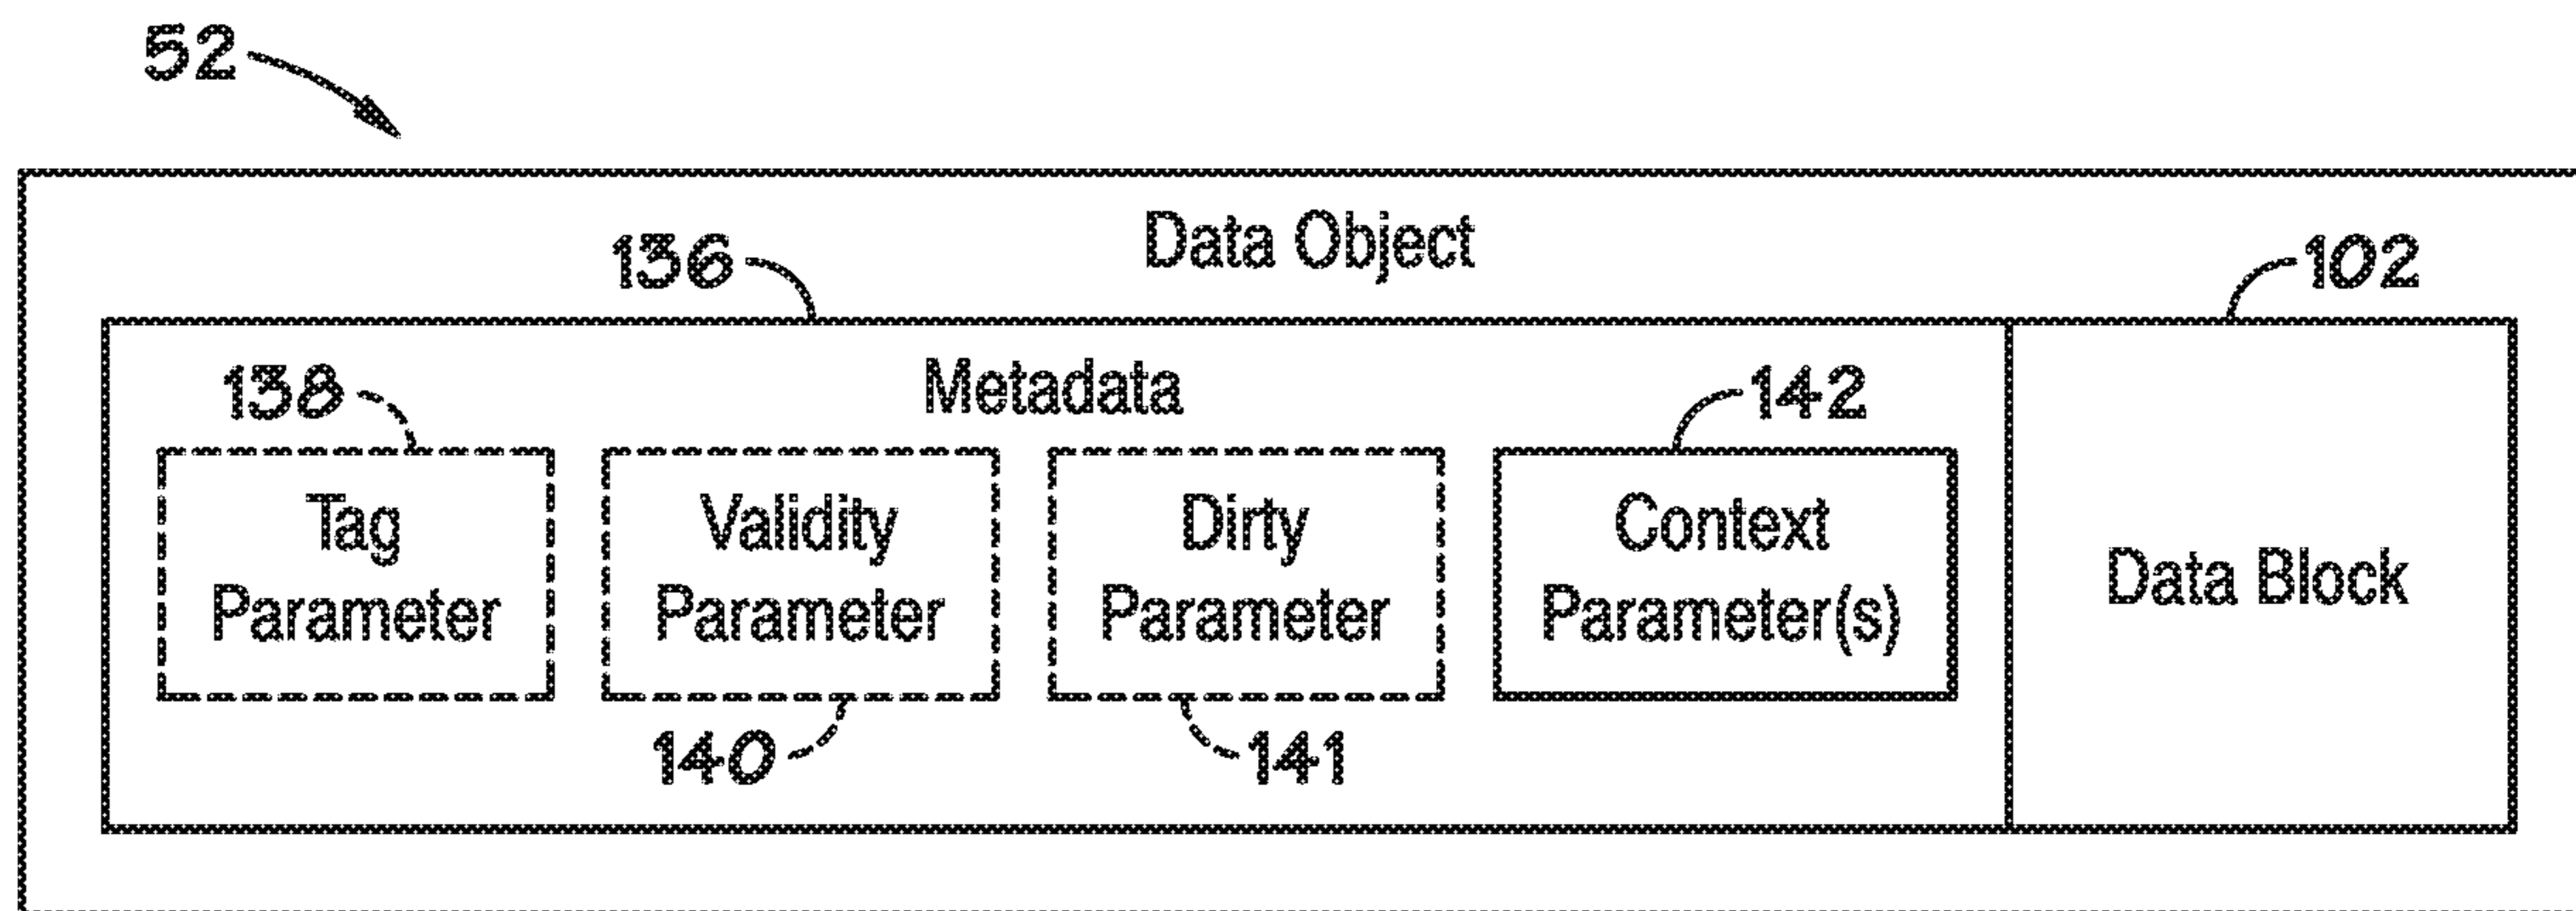 52
Data Object
136
102
Metadata
138
142
Tag
Parameter
Validity
Parameter
Dirty
Parameter
Context
Parameter(s)
Data Block
140
141